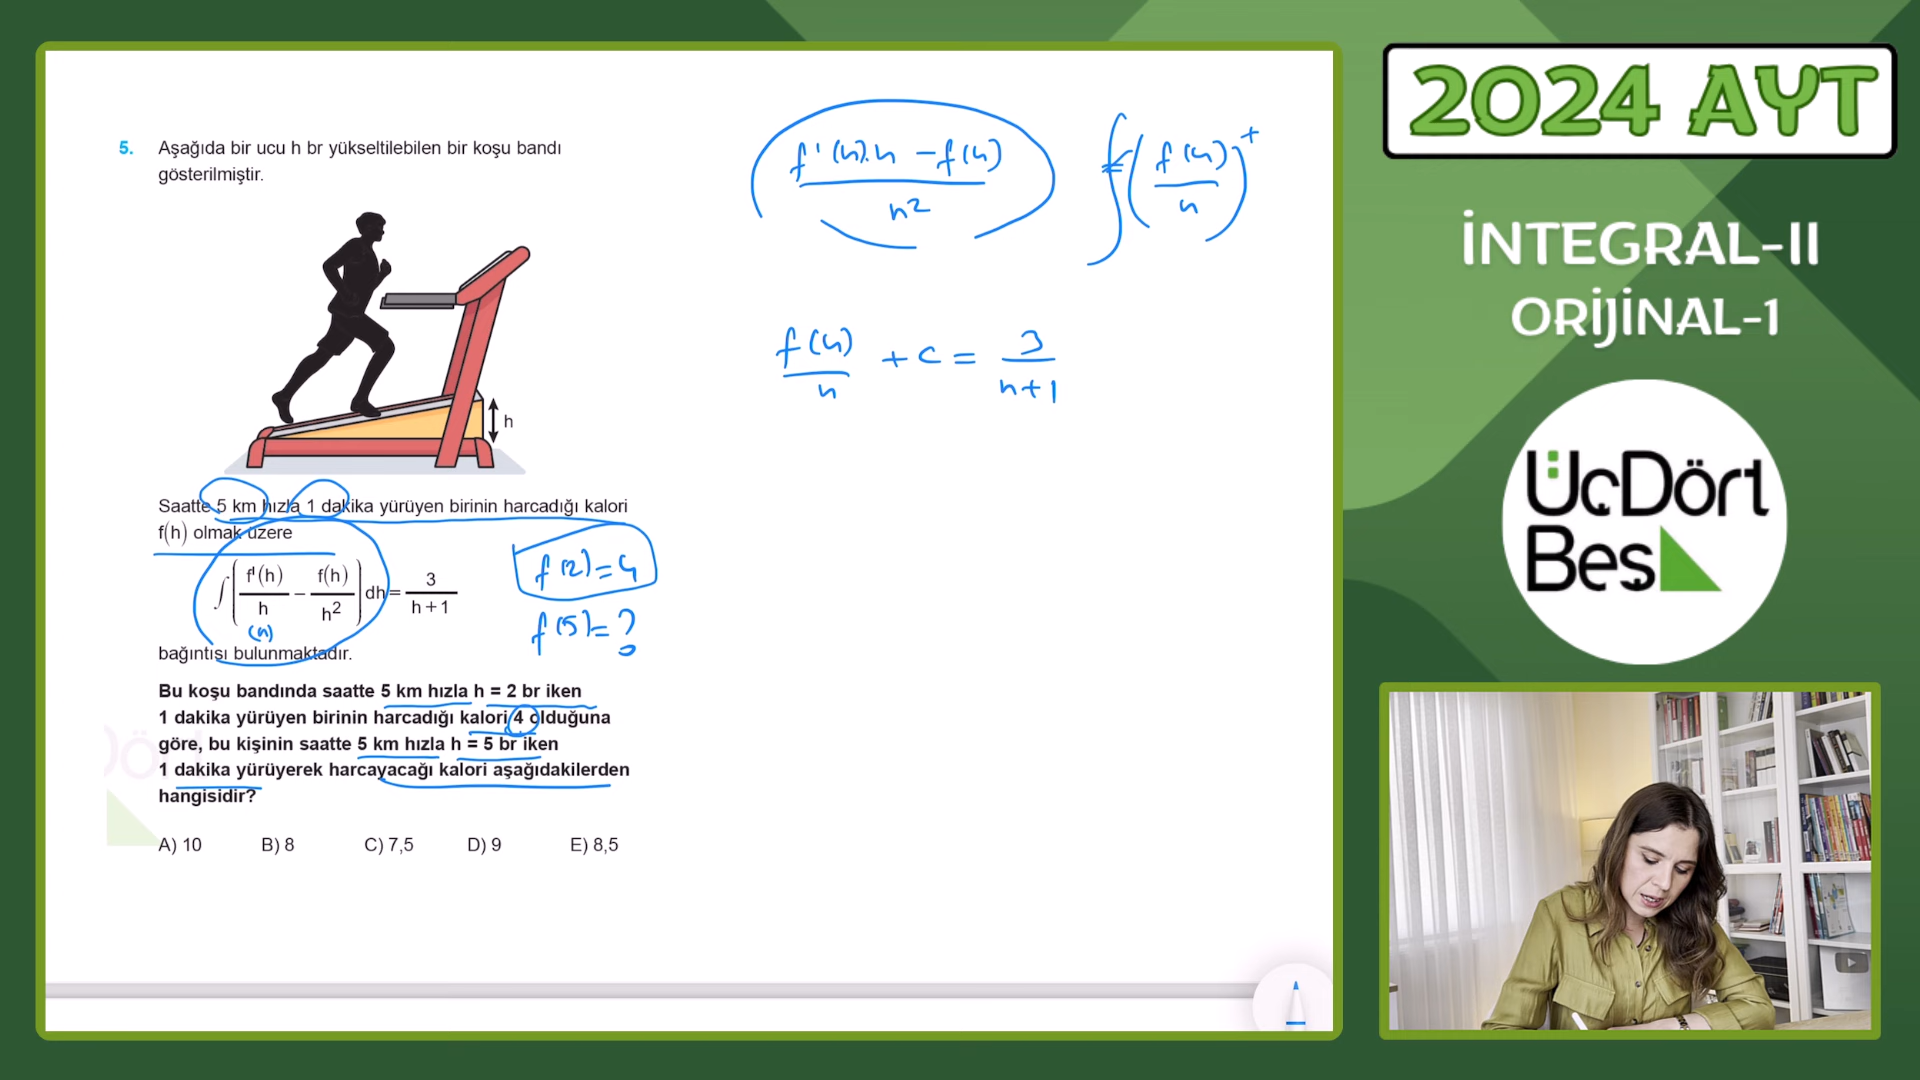 5. Aşağıda bir ucu h br yükseltilebilen bir koşu bandı
gösterilmiştir.
h
Saatte 5 km hızla 1 dakika yürüyen birinin harcadığı kalori
f(h) olmak üzere
∫ [ f'(h)/h − f(h)/h² ] dh = 3/(h+1)
(h)
bağıntısı bulunmaktadır.
f(2)=4
f(5)=?
Bu koşu bandında saatte 5 km hızla h = 2 br iken
1 dakika yürüyen birinin harcadığı kalori 4 olduğuna
göre, bu kişinin saatte 5 km hızla h = 5 br iken
1 dakika yürüyerek harcayacağı kalori aşağıdakilerden
hangisidir?
A) 10 B) 8 C) 7,5 D) 9 E) 8,5
(f'(h).h − f(h))/h²
∫ (f(h)/h)'
f(h)/h + c = 3/(h+1)
2024 AYT
İNTEGRAL-II
ORİJİNAL-1
ÜçDört
Beş